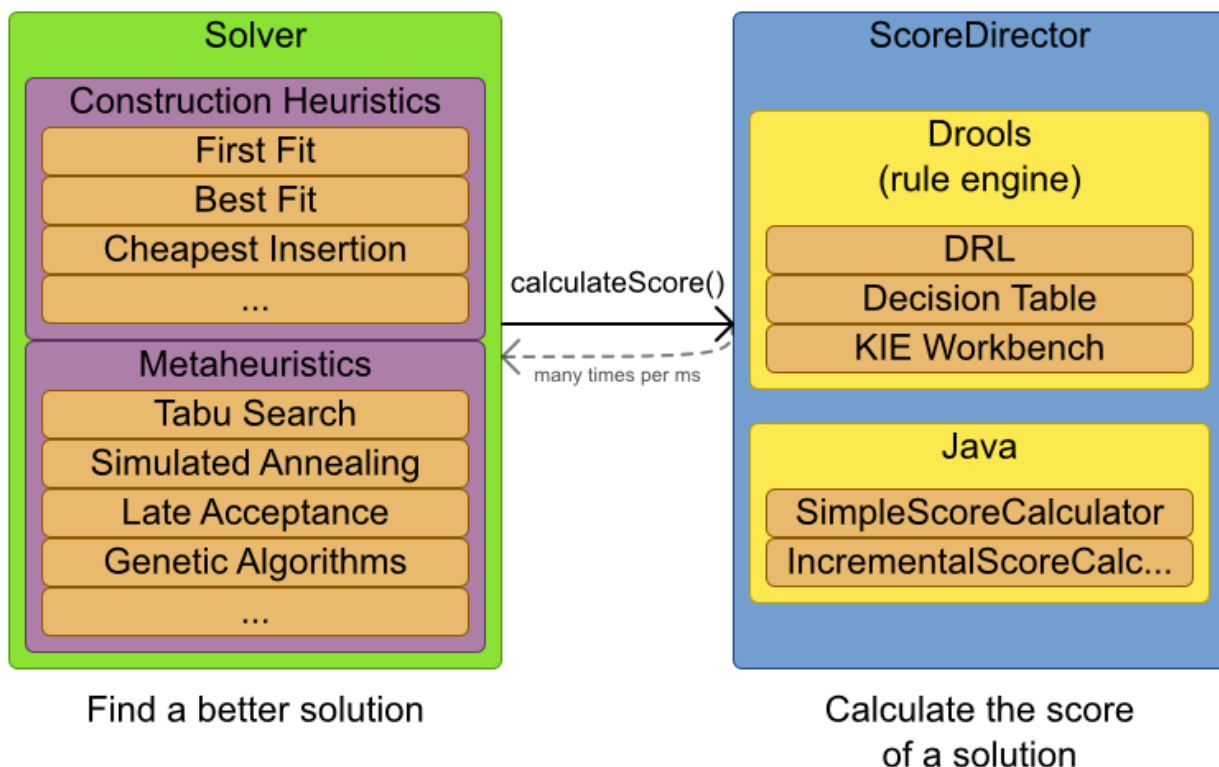 Solver
Construction Heuristics
First Fit
Best Fit
Cheapest Insertion
...
Metaheuristics
Tabu Search
Simulated Annealing
Late Acceptance
Genetic Algorithms
...
Find a better solution
calculateScore()
many times per ms
ScoreDirector
Drools
(rule engine)
DRL
Decision Table
KIE Workbench
Java
SimpleScoreCalculator
IncrementalScoreCalc...
Calculate the score
of a solution